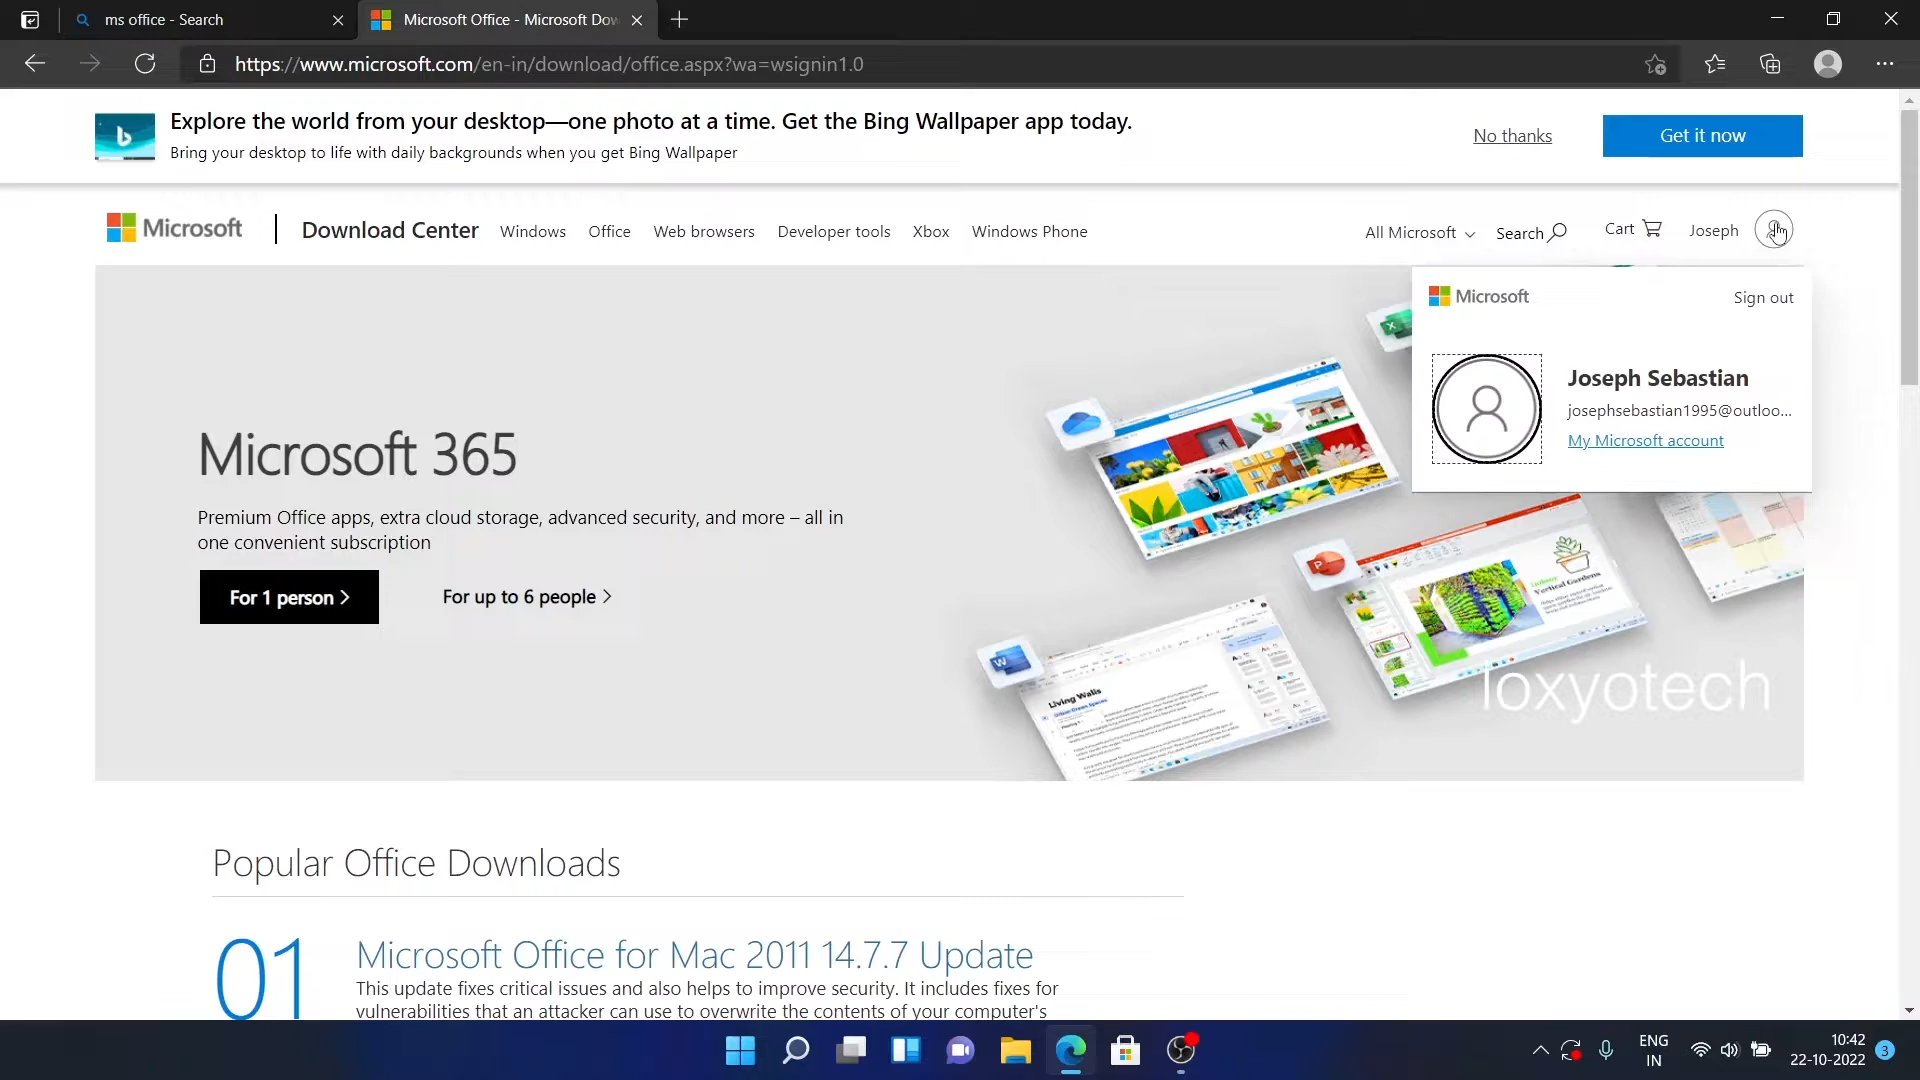 ms office - Search
Microsoft Office - Microsoft Dow
https://www.microsoft.com/en-in/download/office.aspx?wa=wsignin1.0
Explore the world from your desktop—one photo at a time. Get the Bing Wallpaper app today.
Bring your desktop to life with daily backgrounds when you get Bing Wallpaper
No thanks
Get it now
Microsoft
Download Center
Windows
Office
Web browsers
Developer tools
Xbox
Windows Phone
All Microsoft
Search
Cart
Joseph
Microsoft
Sign out
Joseph Sebastian
josephsebastian1995@outloo...
My Microsoft account
Microsoft 365
Premium Office apps, extra cloud storage, advanced security, and more – all in
one convenient subscription
For 1 person
For up to 6 people
Vertical Gardens
Living Walls
loxyotech
Popular Office Downloads
01
Microsoft Office for Mac 2011 14.7.7 Update
This update fixes critical issues and also helps to improve security. It includes fixes for
vulnerabilities that an attacker can use to overwrite the contents of your computer's
ENG
IN
10:42
22-10-2022
3